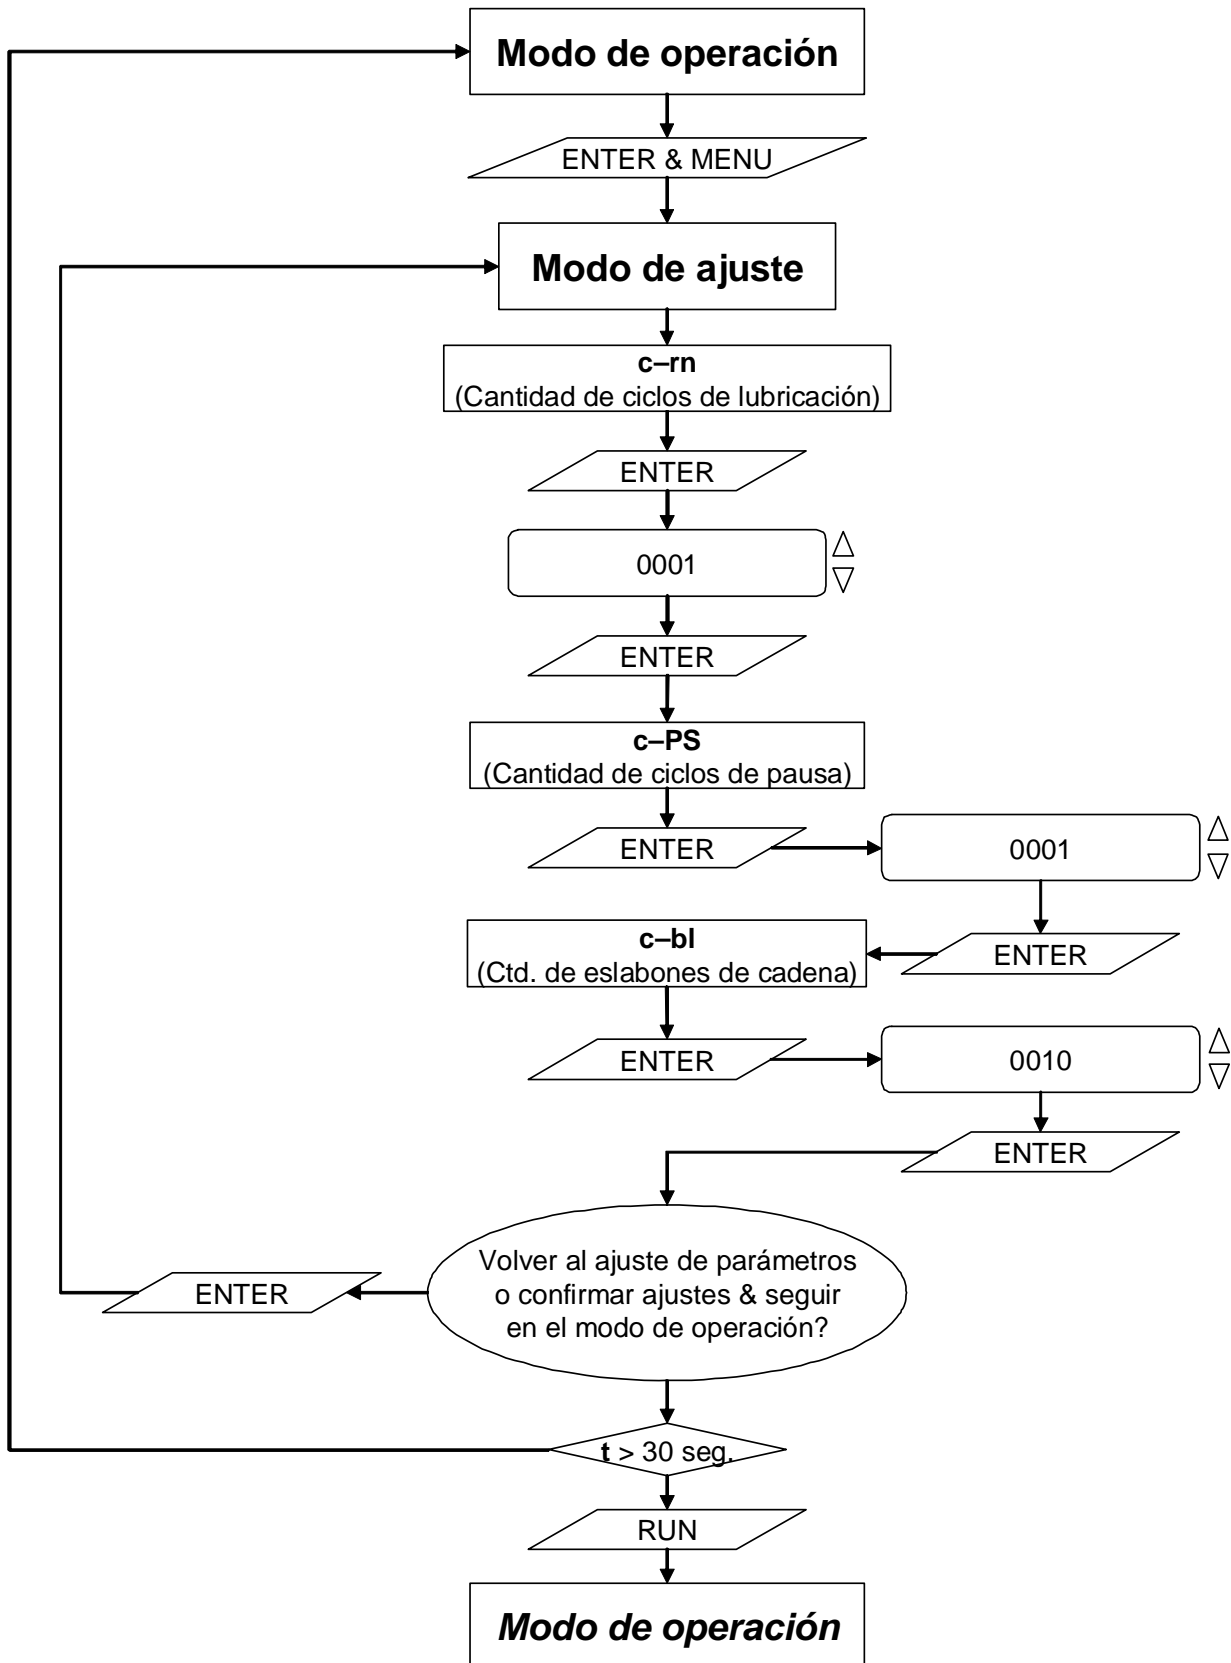 Modo de operación
ENTER & MENU
Modo de ajuste
c–rn
(Cantidad de ciclos de lubricación)
ENTER
0001
ENTER
c–PS
(Cantidad de ciclos de pausa)
ENTER
0001
c–bl
(Ctd. de eslabones de cadena)
ENTER
ENTER
0010
ENTER
Volver al ajuste de parámetros
o confirmar ajustes & seguir
en el modo de operación?
ENTER
t > 30 seg.
RUN
Modo de operación